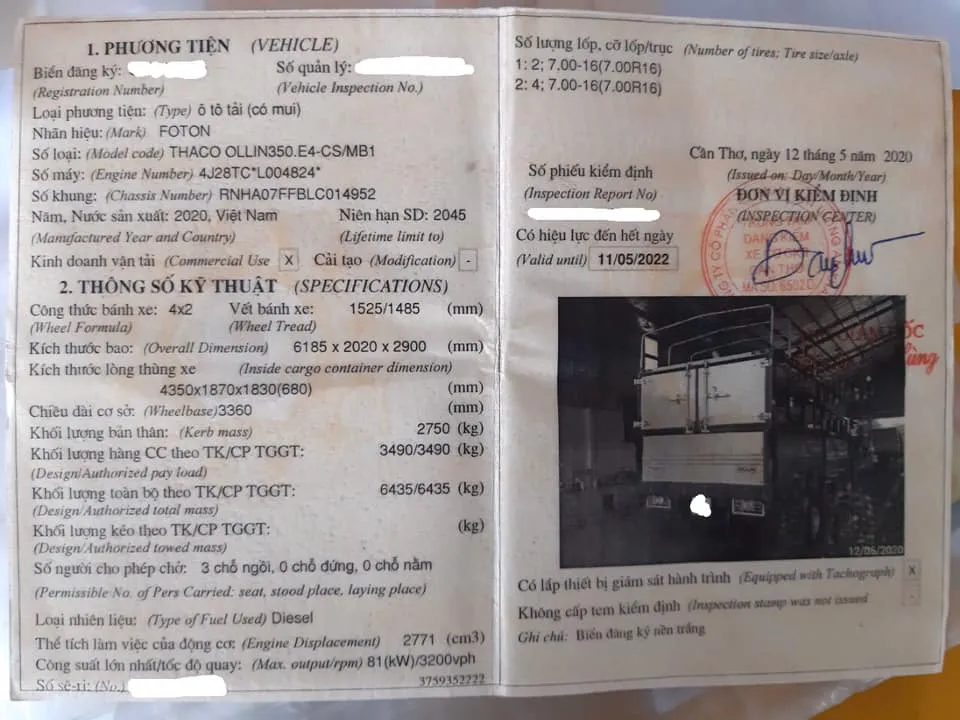 1. PHƯƠNG TIỆN (VEHICLE)
Biển đăng ký: Số quản lý:
(Registration Number) (Vehicle Inspection No.)
Loại phương tiện: (Type) ô tô tải (có mui)
Nhãn hiệu: (Mark) FOTON
Số loại: (Model code) THACO OLLIN350.E4-CS/MB1
Số máy: (Engine Number) 4J28TC*L004824*
Số khung: (Chassis Number) RNHA07FFBLC014952
Năm, Nước sản xuất: 2020, Việt Nam Niên hạn SD: 2045
(Manufactured Year and Country) (Lifetime limit to)
Kinh doanh vận tải (Commercial Use X Cải tạo (Modification) -
2. THÔNG SỐ KỸ THUẬT (SPECIFICATIONS)
Công thức bánh xe: 4x2 Vết bánh xe: 1525/1485 (mm)
(Wheel Formula) (Wheel Tread)
Kích thước bao: (Overall Dimension) 6185 x 2020 x 2900 (mm)
Kích thước lòng thùng xe (Inside cargo container dimension)
4350x1870x1830(680) (mm)
Chiều dài cơ sở: (Wheelbase)3360 (mm)
Khối lượng bản thân: (Kerb mass) 2750 (kg)
Khối lượng hàng CC theo TK/CP TGGT: 3490/3490 (kg)
(Design/Authorized pay load)
Khối lượng toàn bộ theo TK/CP TGGT: 6435/6435 (kg)
(Design/Authorized total mass)
Khối lượng kéo theo TK/CP TGGT: (kg)
(Design/Authorized towed mass)
Số người cho phép chở: 3 chỗ ngồi, 0 chỗ đứng, 0 chỗ nằm
(Permissible No. of Pers Carried: seat, stood place, laying place)
Loại nhiên liệu: (Type of Fuel Used) Diesel
Thể tích làm việc của động cơ: (Engine Displacement) 2771 (cm3)
Công suất lớn nhất/tốc độ quay: (Max. output/rpm) 81(kW)/3200vph
Số sê-ri: (No.) 3759352222
Số lượng lốp, cỡ lốp/trục (Number of tires; Tire size/axle)
1: 2; 7.00-16(7.00R16)
2: 4; 7.00-16(7.00R16)
Cần Thơ, ngày 12 tháng 5 năm 2020
Số phiếu kiểm định (Issued on: Day/Month/Year)
(Inspection Report No) ĐƠN VỊ KIỂM ĐỊNH
(INSPECTION CENTER)
Có hiệu lực đến hết ngày
(Valid until) 11/05/2022
ĐĂNG KIỂM
12/05/2020
Có lắp thiết bị giám sát hành trình (Equipped with Tachograph) X
Không cấp tem kiểm định (Inspection stamp was not issued -
Ghi chú: Biển đăng ký nền trắng